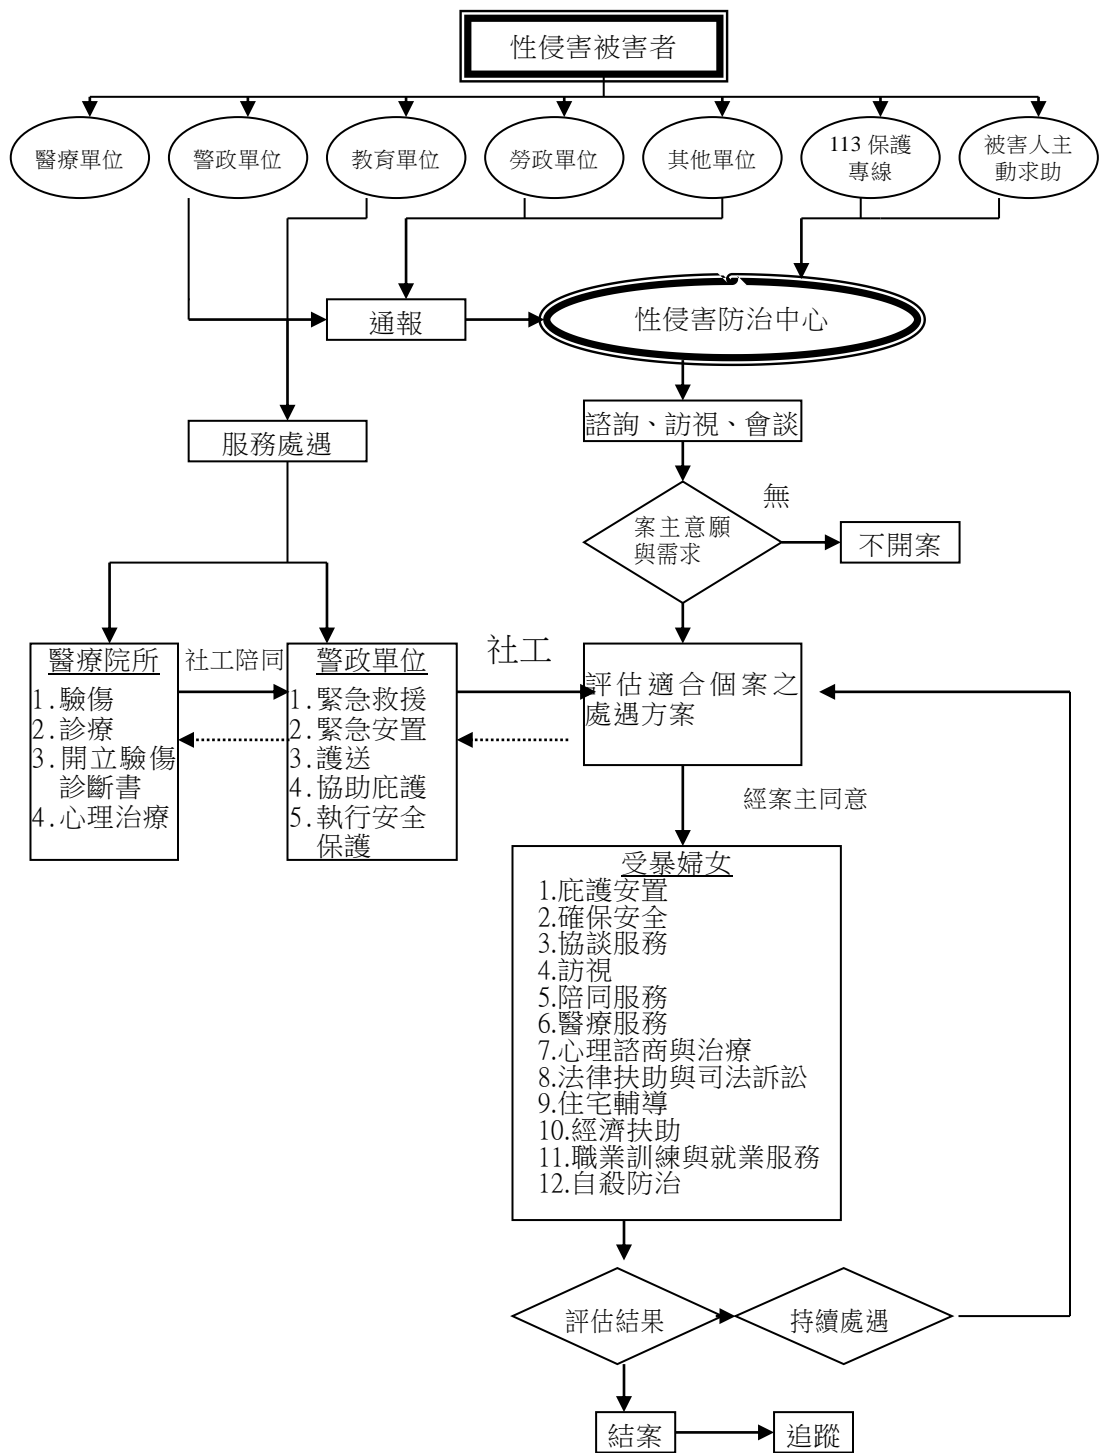 性侵害被害者
醫療單位
警政單位
教育單位
勞政單位
其他單位
113 保護
專線
被害人主
動求助
通報
性侵害防治中心
服務處遇
諮詢、訪視、會談
無
案主意願
與需求
不開案
醫療院所
1.驗傷
2.診療
3.開立驗傷
診斷書
4.心理治療
社工陪同
警政單位
1.緊急救援
2.緊急安置
3.護送
4.協助庇護
5.執行安全
保護
社工
評估適合個案之
處遇方案
經案主同意
受暴婦女
1.庇護安置
2.確保安全
3.協談服務
4.訪視
5.陪同服務
6.醫療服務
7.心理諮商與治療
8.法律扶助與司法訴訟
9.住宅輔導
10.經濟扶助
11.職業訓練與就業服務
12.自殺防治
評估結果
持續處遇
結案
追蹤